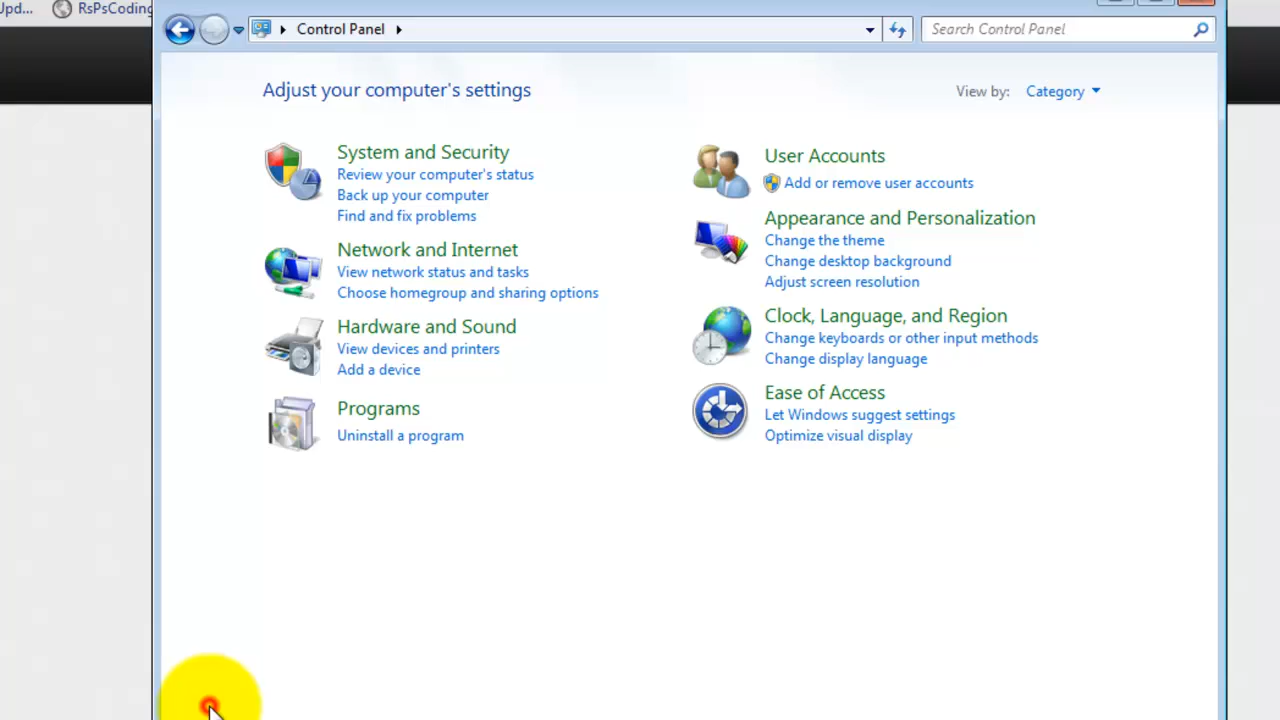 Upd...
RsPsCoding
Control Panel
Search Control Panel
Adjust your computer's settings
View by: Category
System and Security
Review your computer's status
Back up your computer
Find and fix problems
Network and Internet
View network status and tasks
Choose homegroup and sharing options
Hardware and Sound
View devices and printers
Add a device
Programs
Uninstall a program
User Accounts
Add or remove user accounts
Appearance and Personalization
Change the theme
Change desktop background
Adjust screen resolution
Clock, Language, and Region
Change keyboards or other input methods
Change display language
Ease of Access
Let Windows suggest settings
Optimize visual display